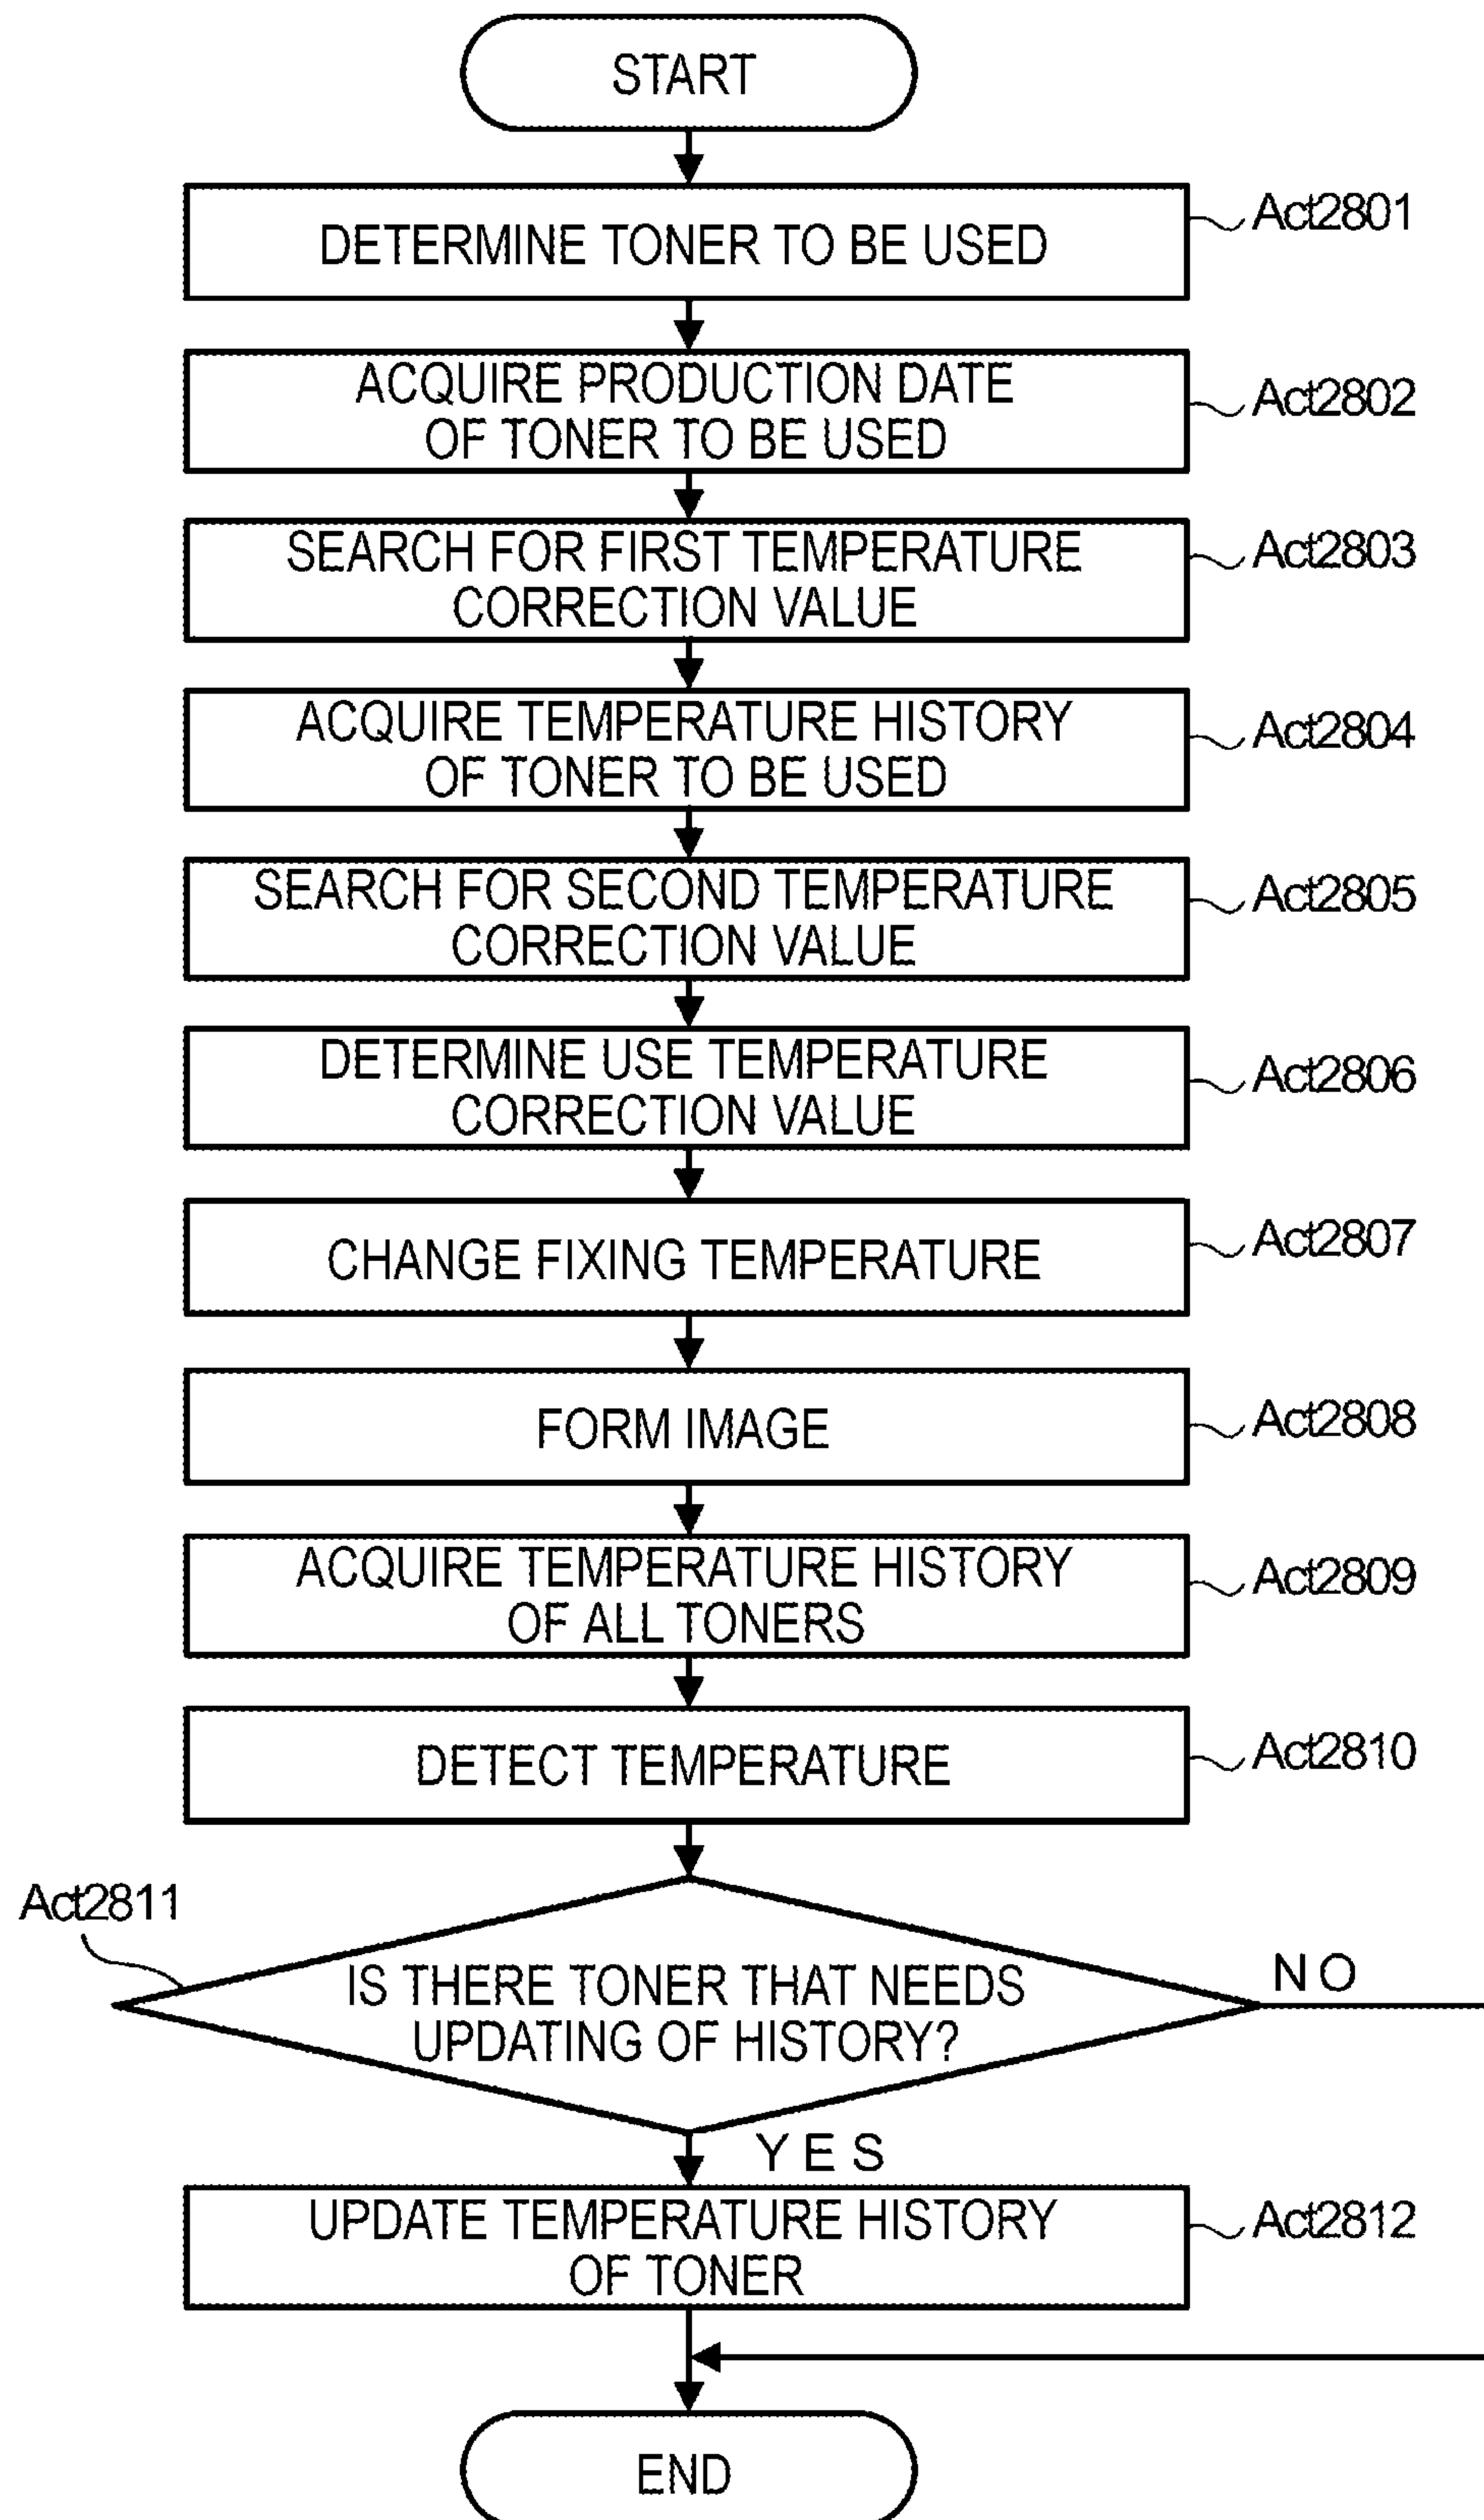 START
DETERMINE TONER TO BE USED
Act2801
ACQUIRE PRODUCTION DATE
OF TONER TO BE USED
Act2802
SEARCH FOR FIRST TEMPERATURE
CORRECTION VALUE
Act2803
ACQUIRE TEMPERATURE HISTORY
OF TONER TO BE USED
Act2804
SEARCH FOR SECOND TEMPERATURE
CORRECTION VALUE
Act2805
DETERMINE USE TEMPERATURE
CORRECTION VALUE
Act2806
CHANGE FIXING TEMPERATURE
Act2807
FORM IMAGE
Act2808
ACQUIRE TEMPERATURE HISTORY
OF ALL TONERS
Act2809
DETECT TEMPERATURE
Act2810
Act2811
IS THERE TONER THAT NEEDS
UPDATING OF HISTORY?
NO
YES
UPDATE TEMPERATURE HISTORY
OF TONER
Act2812
END